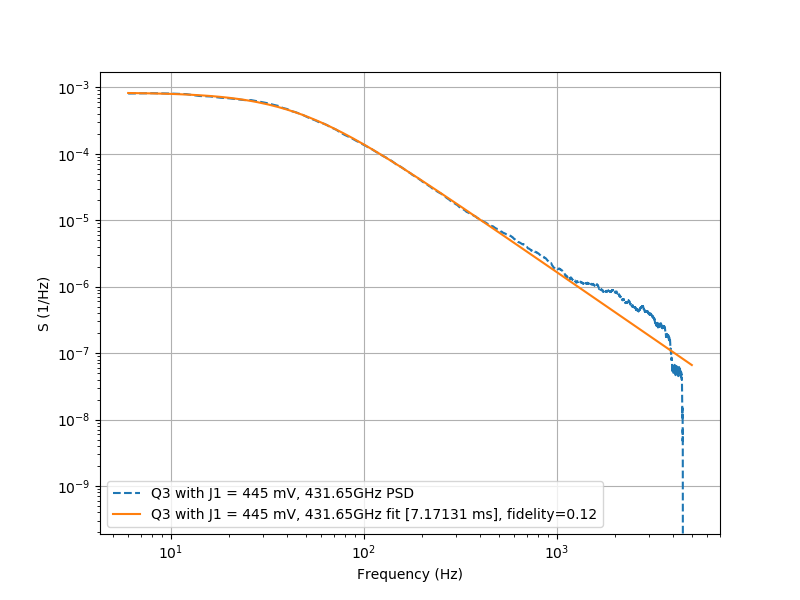 10⁻³
10⁻⁴
10⁻⁵
10⁻⁶
10⁻⁷
10⁻⁸
10⁻⁹
S (1/Hz)
Q3 with J1 = 445 mV, 431.65GHz PSD
Q3 with J1 = 445 mV, 431.65GHz fit [7.17131 ms], fidelity=0.12
10¹ 10² 10³
Frequency (Hz)